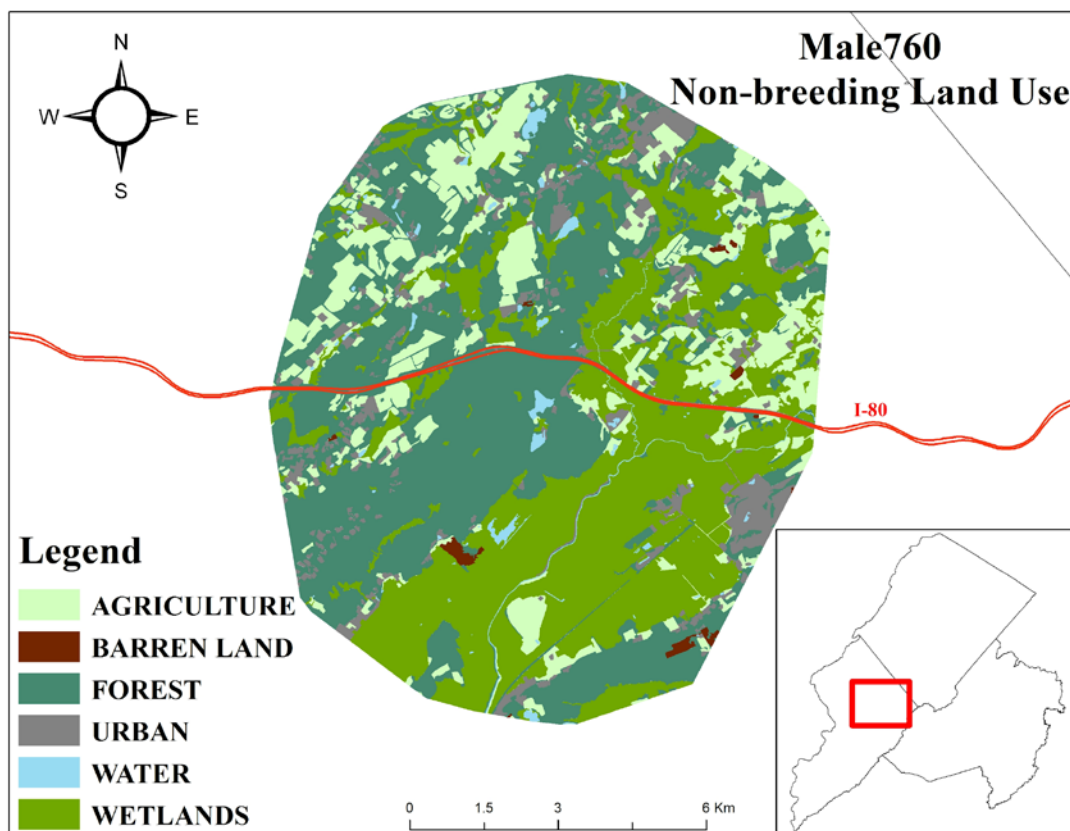 Male760
Non-breeding Land Use
N
W
E
S
I-80
Legend
AGRICULTURE
BARREN LAND
FOREST
URBAN
WATER
WETLANDS
0 1.5 3 6 Km